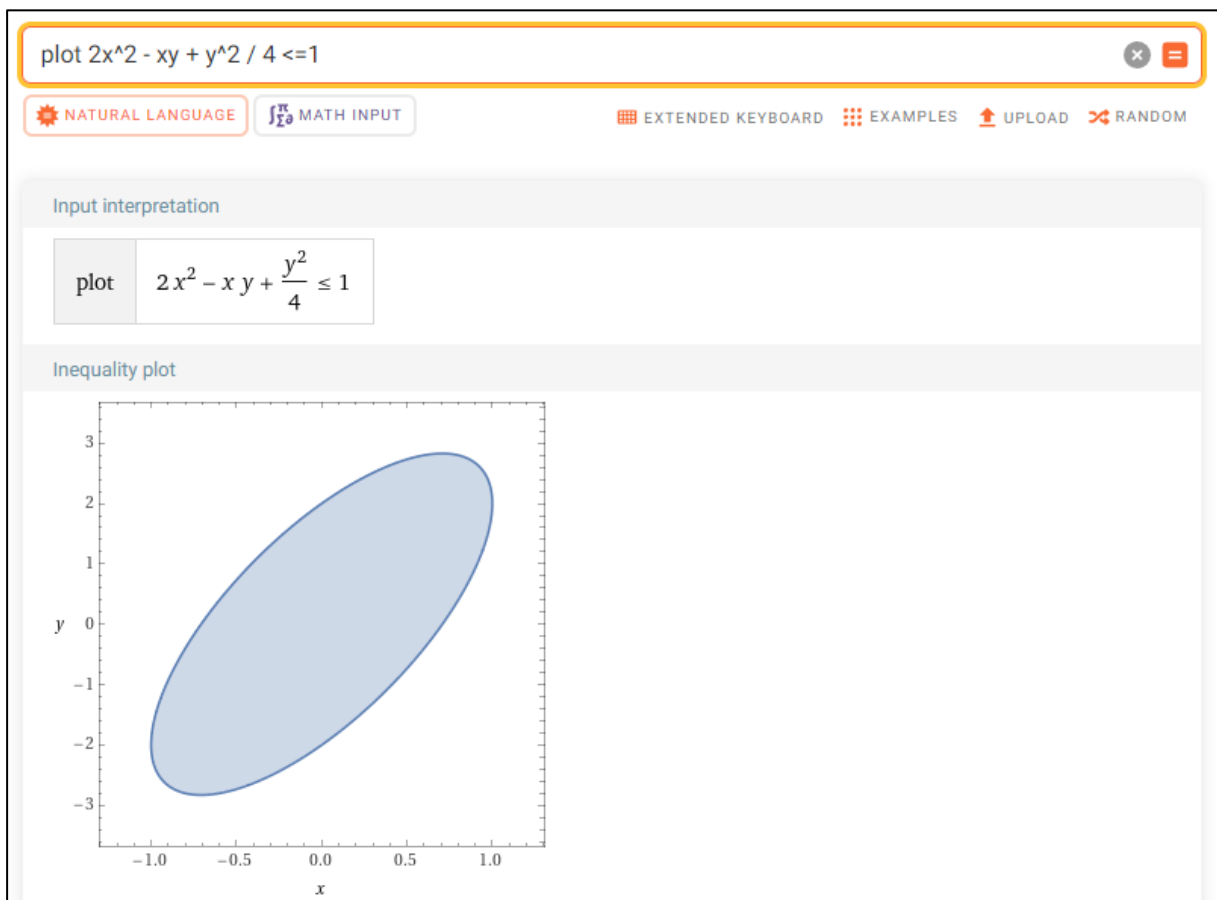 plot 2x^2 - xy + y^2 / 4 <=1
NATURAL LANGUAGE
∫Σ∂π MATH INPUT
EXTENDED KEYBOARD
EXAMPLES
UPLOAD
RANDOM
Input interpretation
plot 2 x² – x y + y²/4 ≤ 1
Inequality plot
3
2
1
y 0
−1
−2
−3
−1.0 −0.5 0.0 0.5 1.0
x